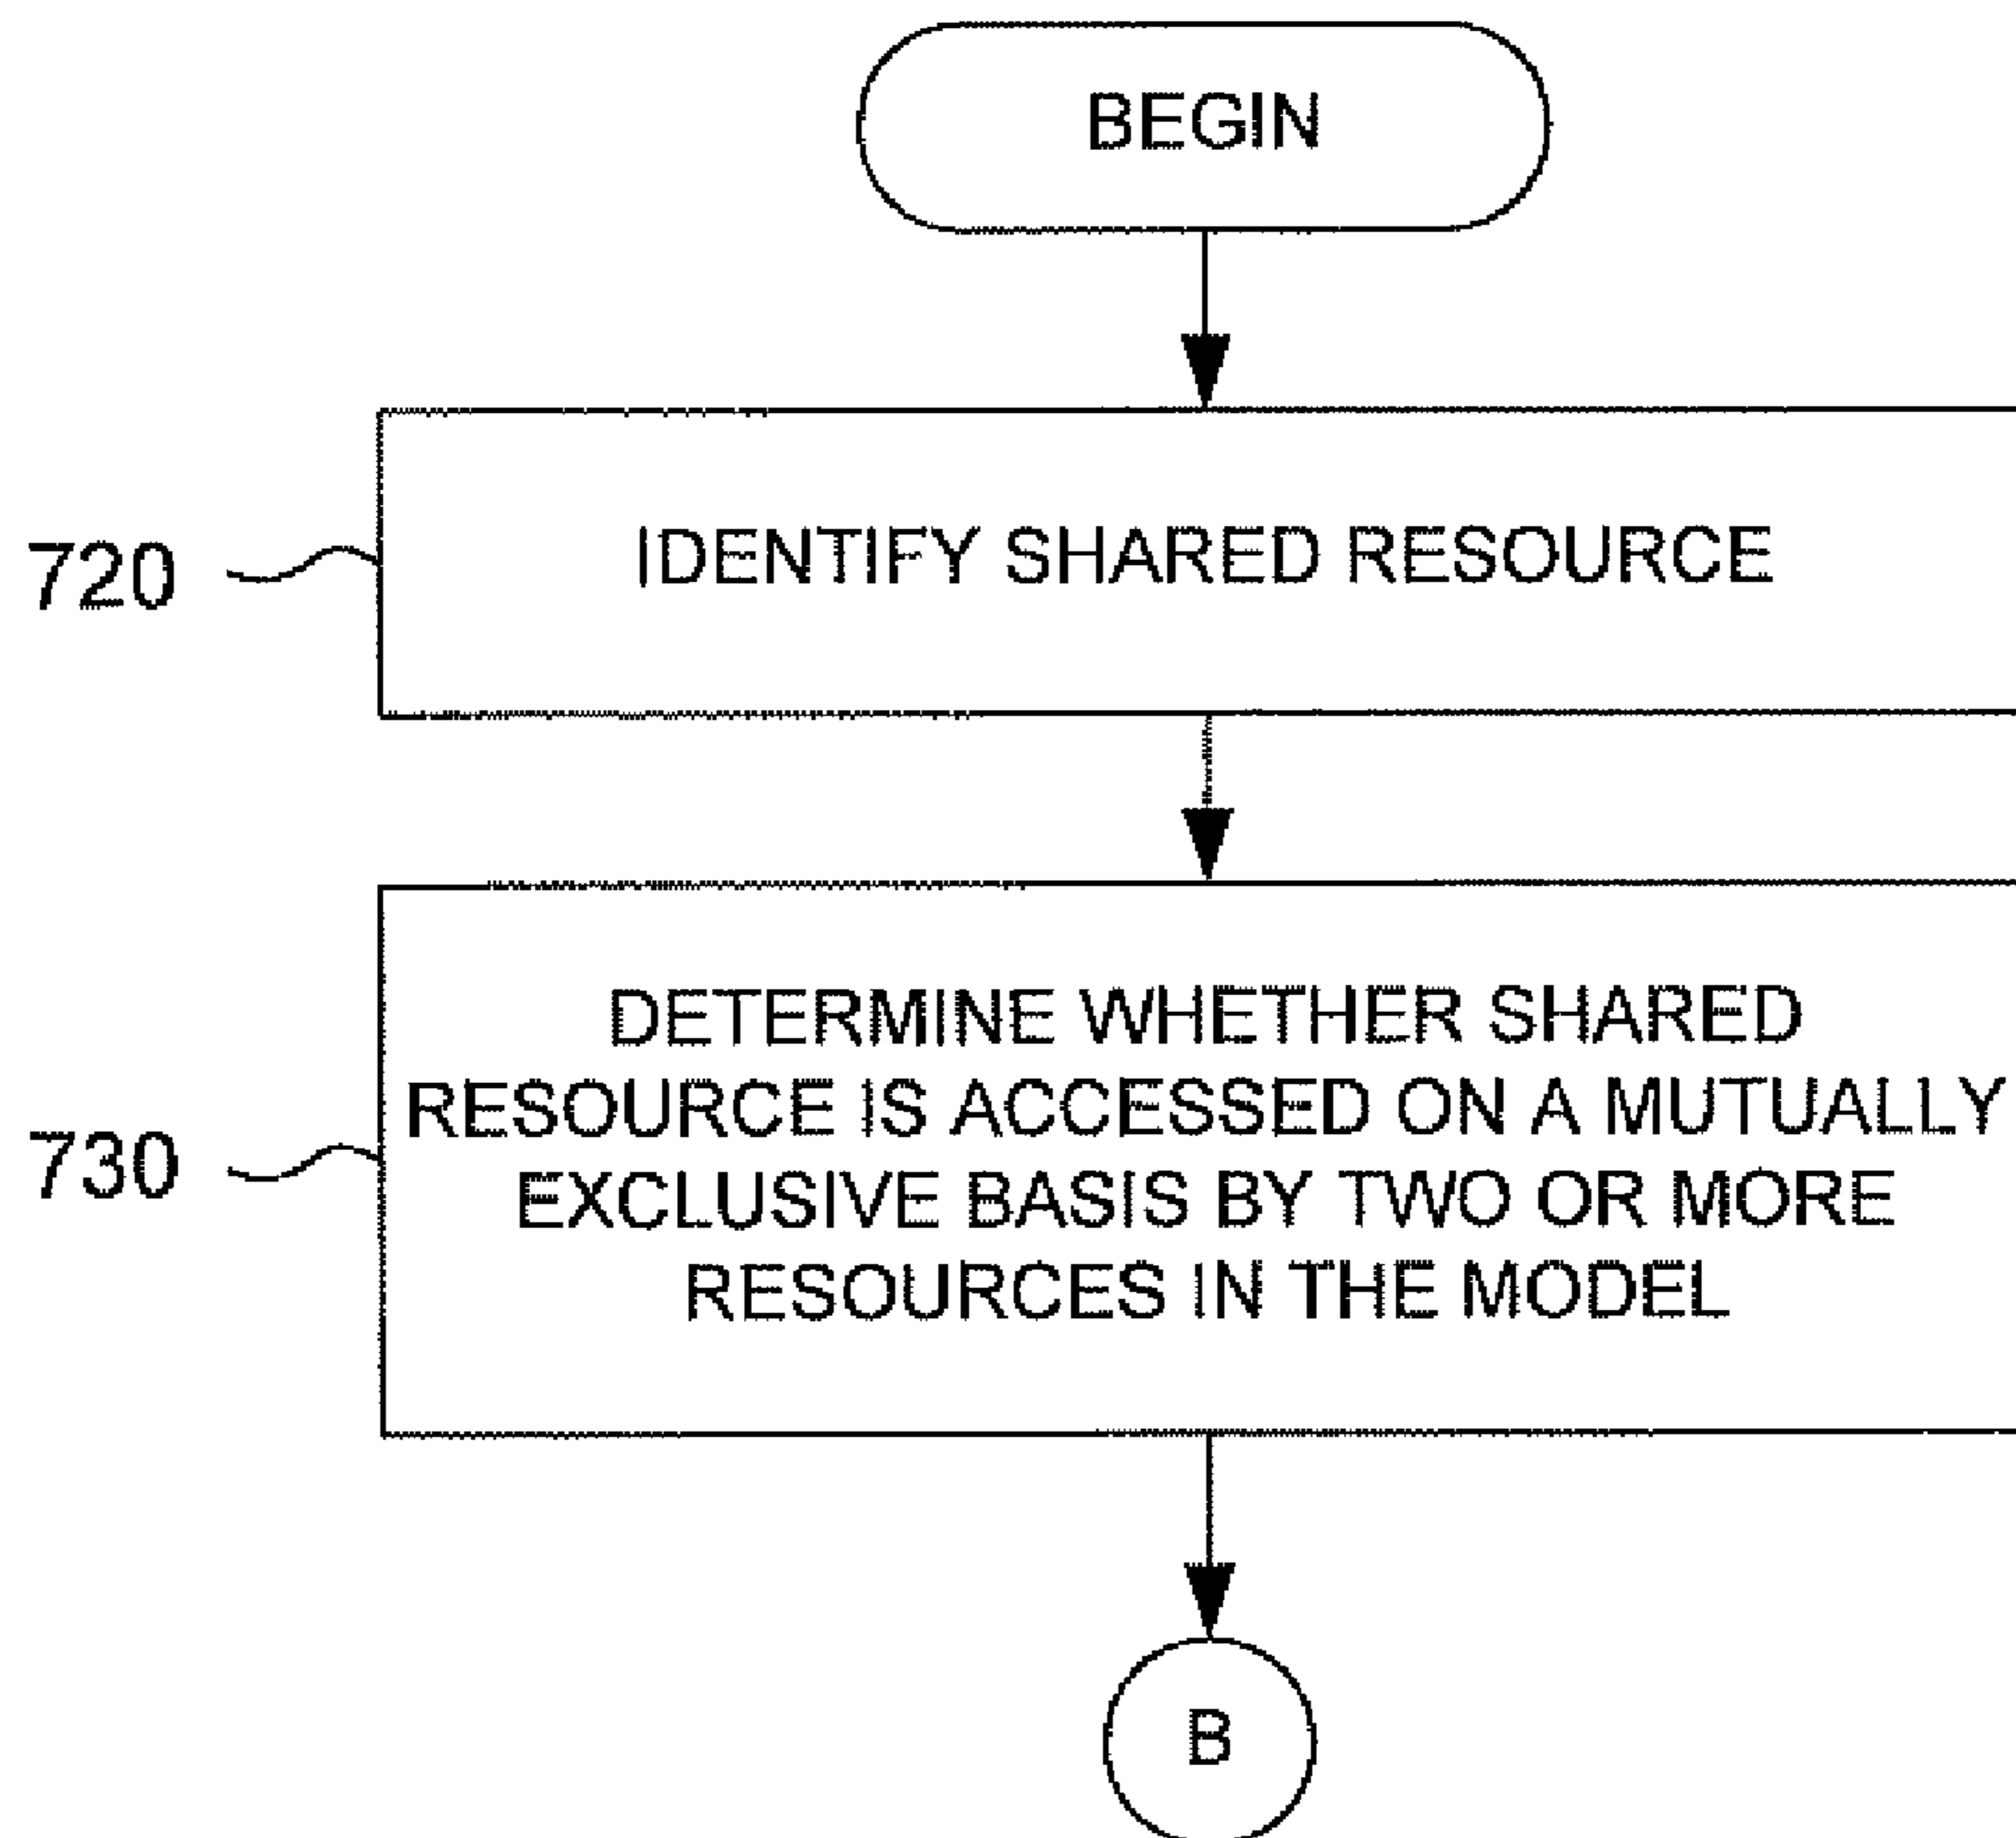 BEGIN
720
IDENTIFY SHARED RESOURCE
730
DETERMINE WHETHER SHARED
RESOURCE IS ACCESSED ON A MUTUALLY
EXCLUSIVE BASIS BY TWO OR MORE
RESOURCES IN THE MODEL
B